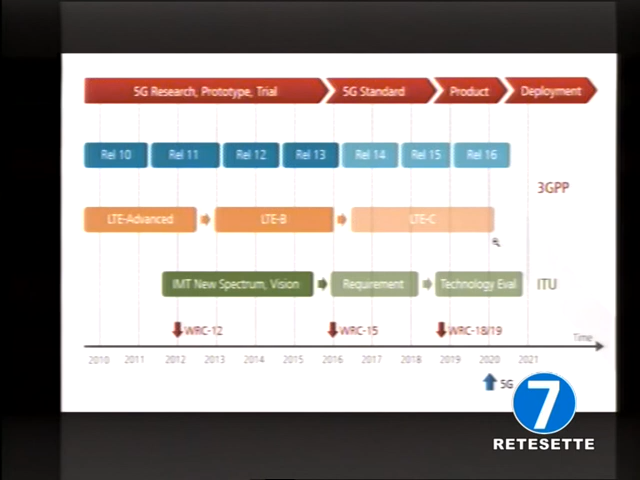 5G Research, Prototype, Trial 5G Standard Product Deployment
Rel 10 Rel 11 Rel 12 Rel 13 Rel 14 Rel 15 Rel 16
3GPP
LTE-Advanced LTE-B LTE-C
IMT New Spectrum, Vision Requirement Technology Eval ITU
WRC-12 WRC-15 WRC-18/19
Time
2010 2011 2012 2013 2014 2015 2016 2017 2018 2019 2020 2021
5G
7
RETESETTE